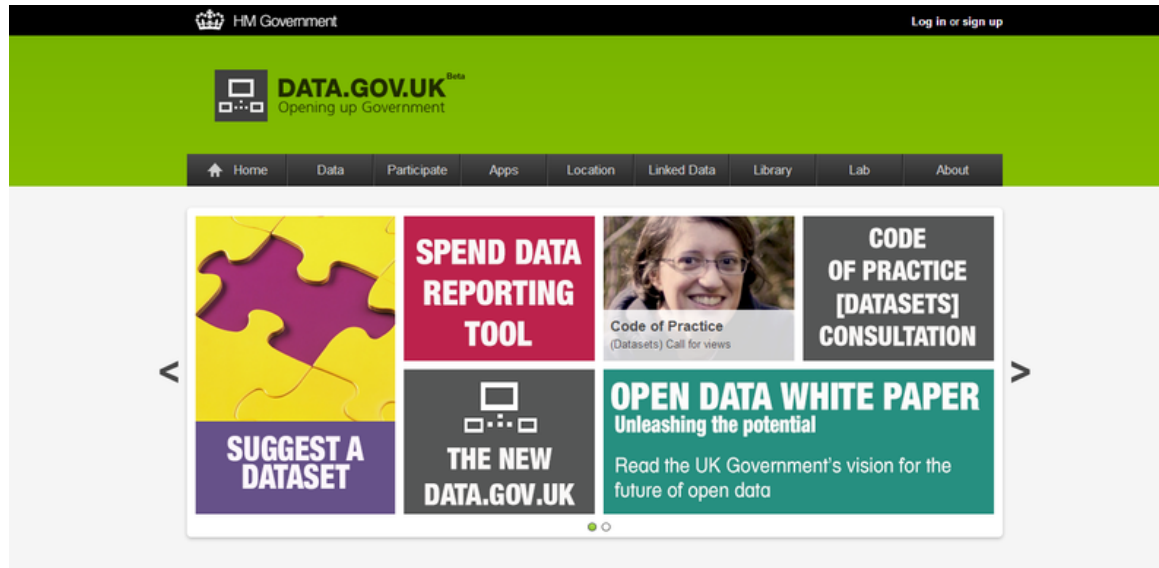 HM Government
Log in or sign up
DATA.GOV.UK Beta
Opening up Government
Home Data Participate Apps Location Linked Data Library Lab About
SUGGEST A
DATASET
SPEND DATA
REPORTING
TOOL
Code of Practice
(Datasets) Call for views
CODE
OF PRACTICE
[DATASETS]
CONSULTATION
THE NEW
DATA.GOV.UK
OPEN DATA WHITE PAPER
Unleashing the potential
Read the UK Government's vision for the
future of open data